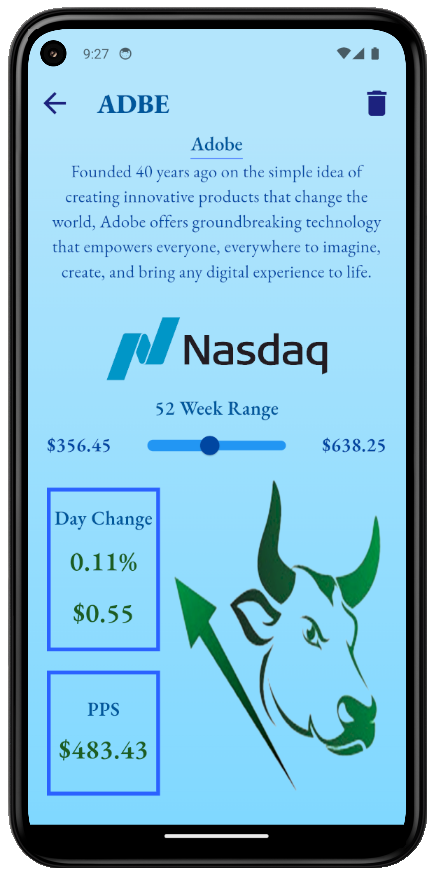 9:27
ADBE
Adobe
Founded 40 years ago on the simple idea of
creating innovative products that change the
world, Adobe offers groundbreaking technology
that empowers everyone, everywhere to imagine,
create, and bring any digital experience to life.
Nasdaq
52 Week Range
$356.45 $638.25
Day Change
0.11%
$0.55
PPS
$483.43